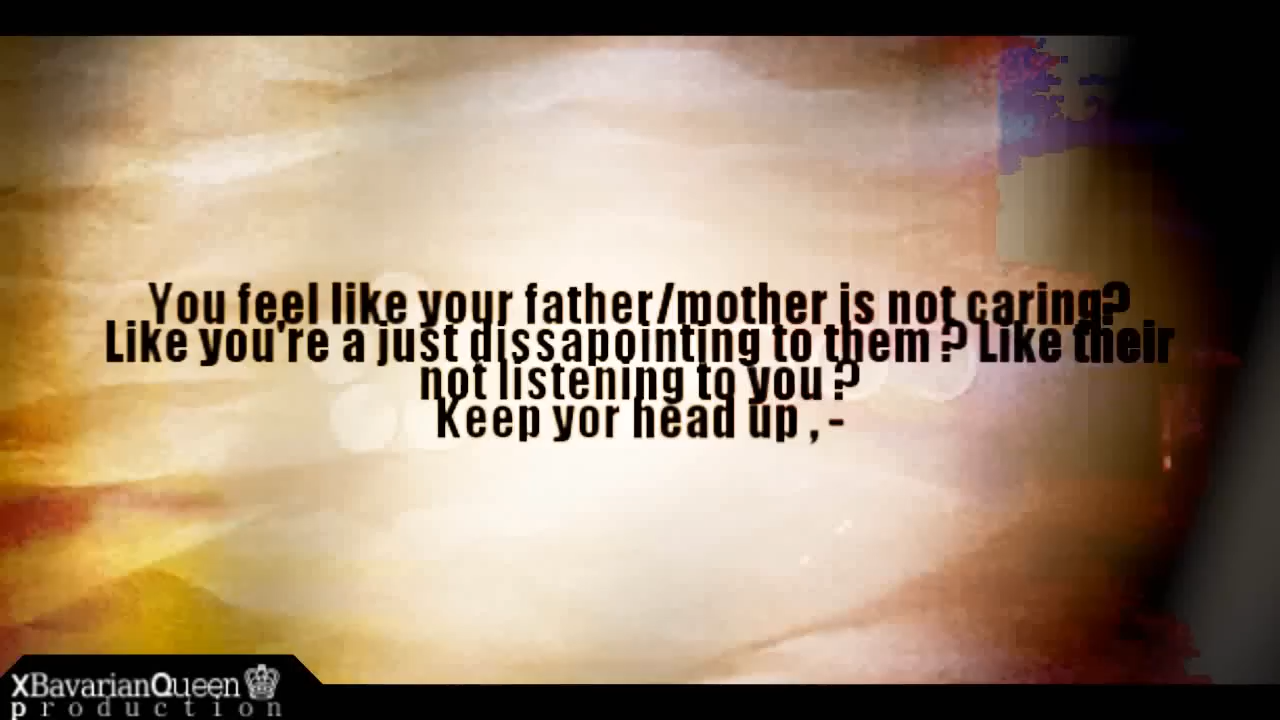 You feel like your father/mother is not caring?
Like you're a just dissapointing to them? Like their
not listening to you?
Keep yor head up , -
XBavarianQueen
production